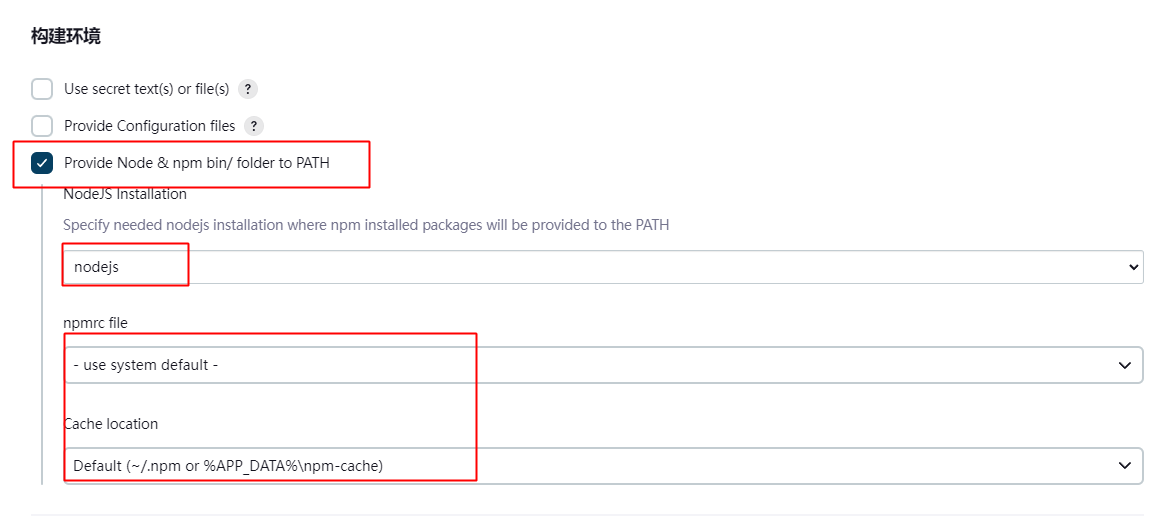 构建环境
Use secret text(s) or file(s) ?
Provide Configuration files ?
Provide Node & npm bin/ folder to PATH
NodeJS Installation
Specify needed nodejs installation where npm installed packages will be provided to the PATH
nodejs
npmrc file
- use system default -
Cache location
Default (~/.npm or %APP_DATA%\npm-cache)